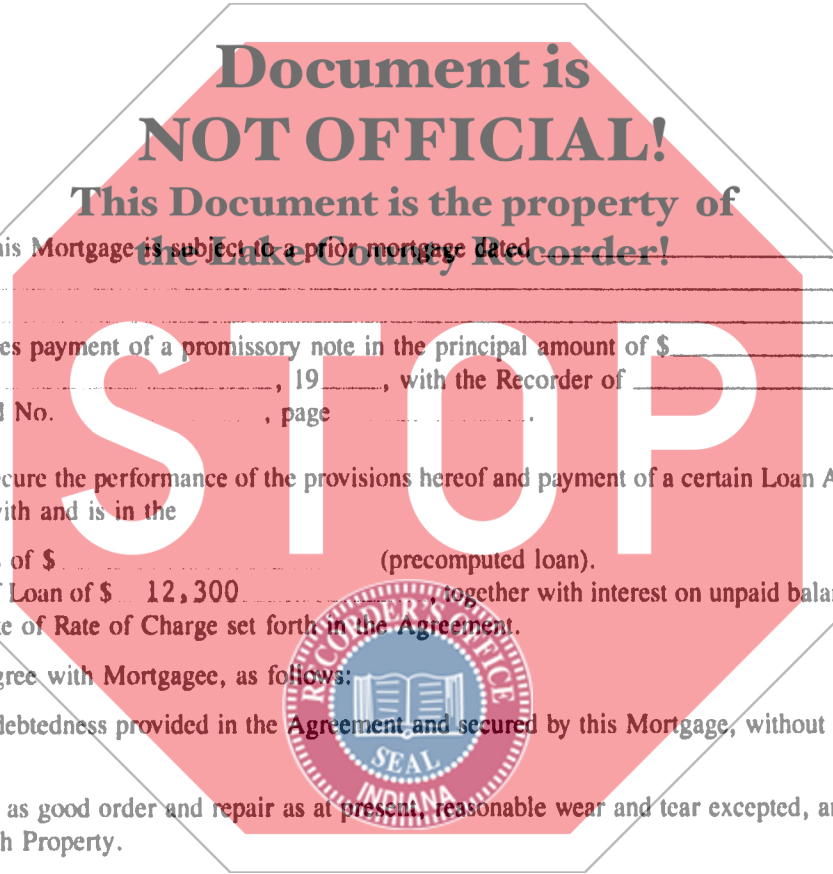 Document is
NOT OFFICIAL!
This Document is the property of
the Lake County Recorder!
is Mortgage is subject to a prior mortgage dated
es payment of a promissory note in the principal amount of $
, 19 , with the Recorder of
No. , page .
STOP
cure the performance of the provisions hereof and payment of a certain Loan A
ith and is in the
of $ (precomputed loan).
Loan of $ 12,300 , together with interest on unpaid bala
e of Rate of Charge set forth in the Agreement.
gree with Mortgagee, as follows:
debtedness provided in the Agreement and secured by this Mortgage, without
as good order and repair as at present, reasonable wear and tear excepted, a
h Property.
RECORDER'S OFFICE
SEAL
INDIANA